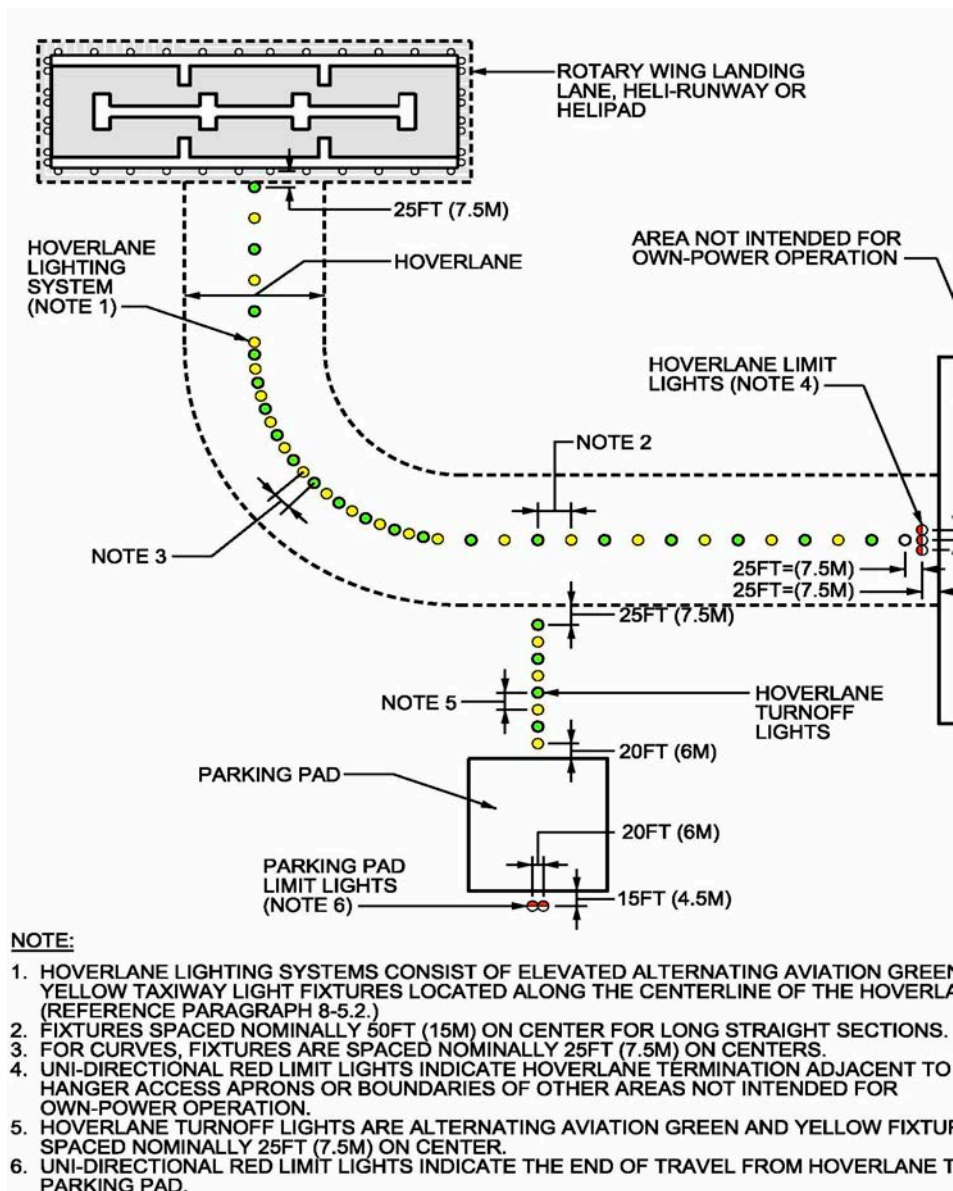 ROTARY WING LANDING
LANE, HELI-RUNWAY OR
HELIPAD
25FT (7.5M)
HOVERLANE
LIGHTING
SYSTEM
(NOTE 1)
HOVERLANE
AREA NOT INTENDED FOR
OWN-POWER OPERATION
HOVERLANE LIMIT
LIGHTS (NOTE 4)
NOTE 2
NOTE 3
25FT=(7.5M)
25FT=(7.5M)
25FT (7.5M)
NOTE 5
HOVERLANE
TURNOFF
LIGHTS
20FT (6M)
PARKING PAD
20FT (6M)
PARKING PAD
LIMIT LIGHTS
(NOTE 6)
15FT (4.5M)
NOTE:
1. HOVERLANE LIGHTING SYSTEMS CONSIST OF ELEVATED ALTERNATING AVIATION GREEN
YELLOW TAXIWAY LIGHT FIXTURES LOCATED ALONG THE CENTERLINE OF THE HOVERLA
(REFERENCE PARAGRAPH 8-5.2.)
2. FIXTURES SPACED NOMINALLY 50FT (15M) ON CENTER FOR LONG STRAIGHT SECTIONS.
3. FOR CURVES, FIXTURES ARE SPACED NOMINALLY 25FT (7.5M) ON CENTERS.
4. UNI-DIRECTIONAL RED LIMIT LIGHTS INDICATE HOVERLANE TERMINATION ADJACENT TO
HANGER ACCESS APRONS OR BOUNDARIES OF OTHER AREAS NOT INTENDED FOR
OWN-POWER OPERATION.
5. HOVERLANE TURNOFF LIGHTS ARE ALTERNATING AVIATION GREEN AND YELLOW FIXTU
SPACED NOMINALLY 25FT (7.5M) ON CENTER.
6. UNI-DIRECTIONAL RED LIMIT LIGHTS INDICATE THE END OF TRAVEL FROM HOVERLANE T
PARKING PAD.